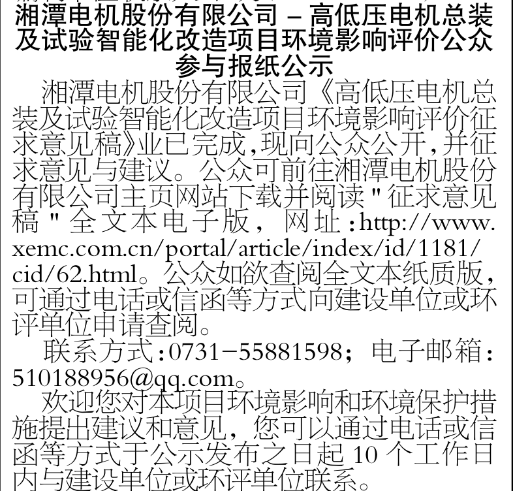 湘潭电机股份有限公司－高低压电机总装
及试验智能化改造项目环境影响评价公众
参与报纸公示
湘潭电机股份有限公司《高低压电机总
装及试验智能化改造项目环境影响评价征
求意见稿》业已完成,现向公众公开,并征
求意见与建议。公众可前往湘潭电机股份
有限公司主页网站下载并阅读"征求意见
稿"全文本电子版，网址:http://www.
xemc.com.cn/portal/article/index/id/1181/
cid/62.html。公众如欲查阅全文本纸质版,
可通过电话或信函等方式向建设单位或环
评单位申请查阅。
联系方式:0731-55881598；电子邮箱:
510188956@qq.com。
欢迎您对本项目环境影响和环境保护措
施提出建议和意见，您可以通过电话或信
函等方式于公示发布之日起 10 个工作日
内与建设单位或环评单位联系。